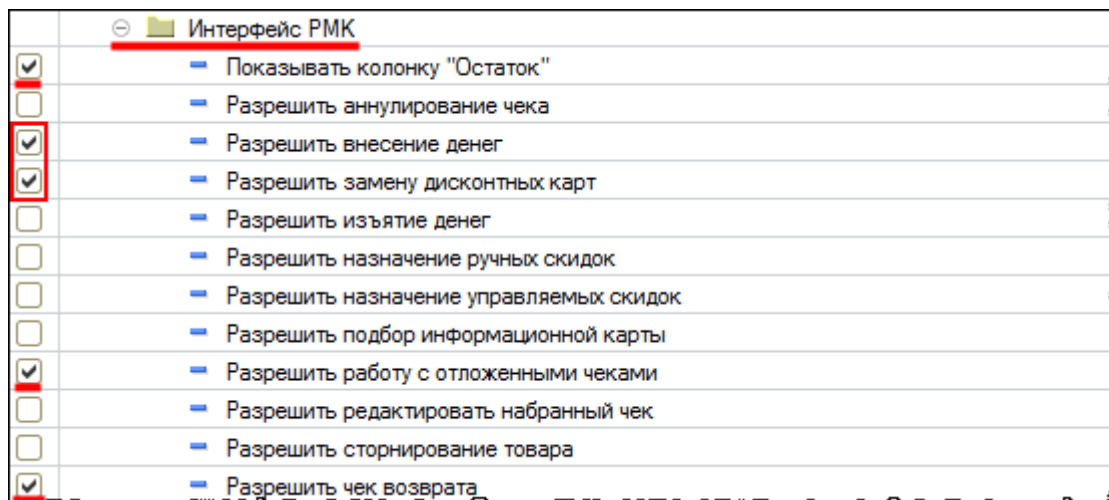 Интерфейс РМК
Показывать колонку "Остаток"
Разрешить аннулирование чека
Разрешить внесение денег
Разрешить замену дисконтных карт
Разрешить изъятие денег
Разрешить назначение ручных скидок
Разрешить назначение управляемых скидок
Разрешить подбор информационной карты
Разрешить работу с отложенными чеками
Разрешить редактировать набранный чек
Разрешить сторнирование товара
Разрешить чек возврата